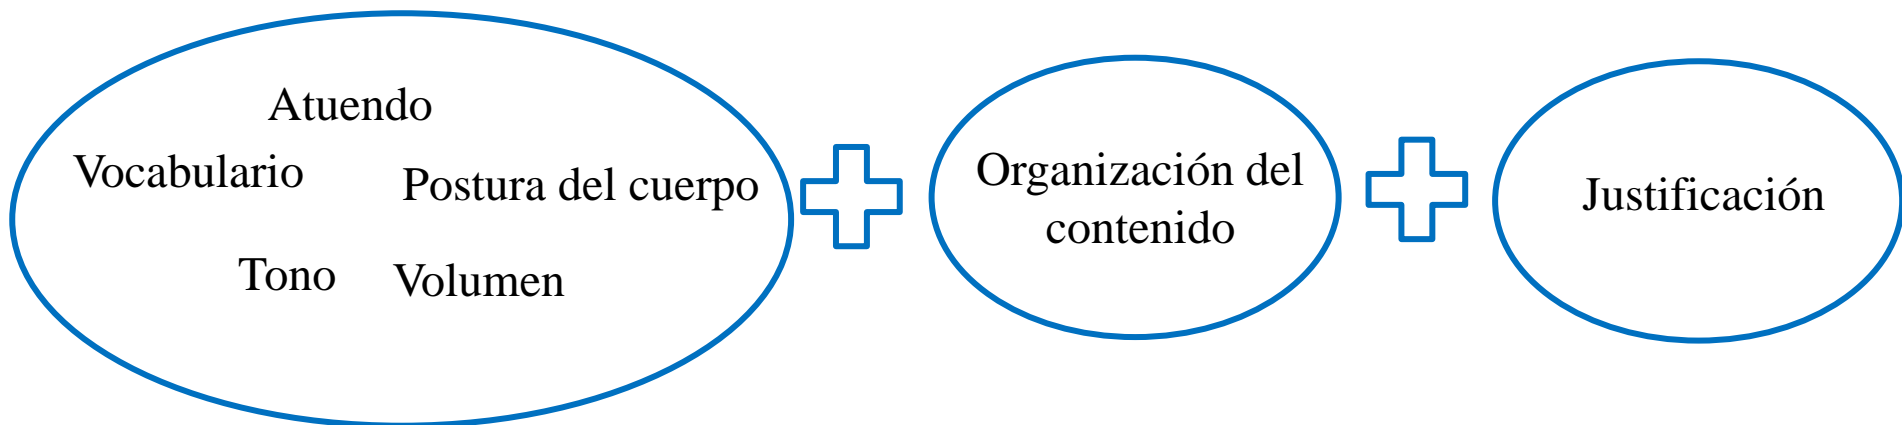 Atuendo
Vocabulario
Postura del cuerpo
Tono
Volumen
Organización del
contenido
Justificación